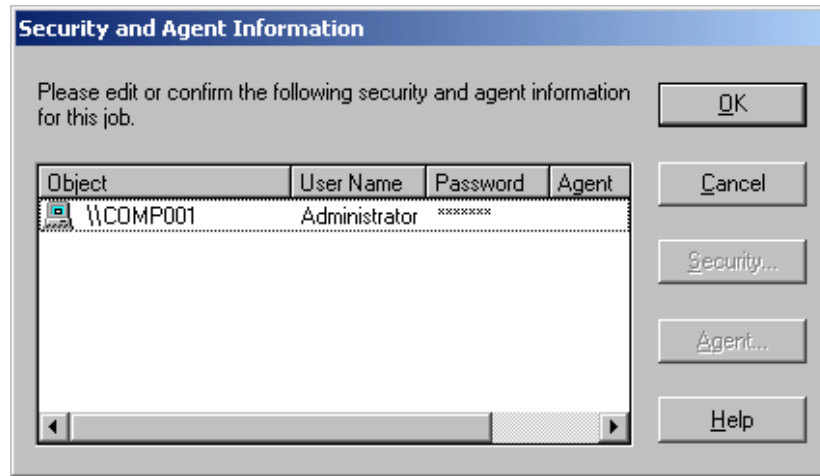 Security and Agent Information
Please edit or confirm the following security and agent information
for this job.
OK
Object User Name Password Agent
Cancel
\\COMP001 Administrator *******
Security...
Agent...
Help